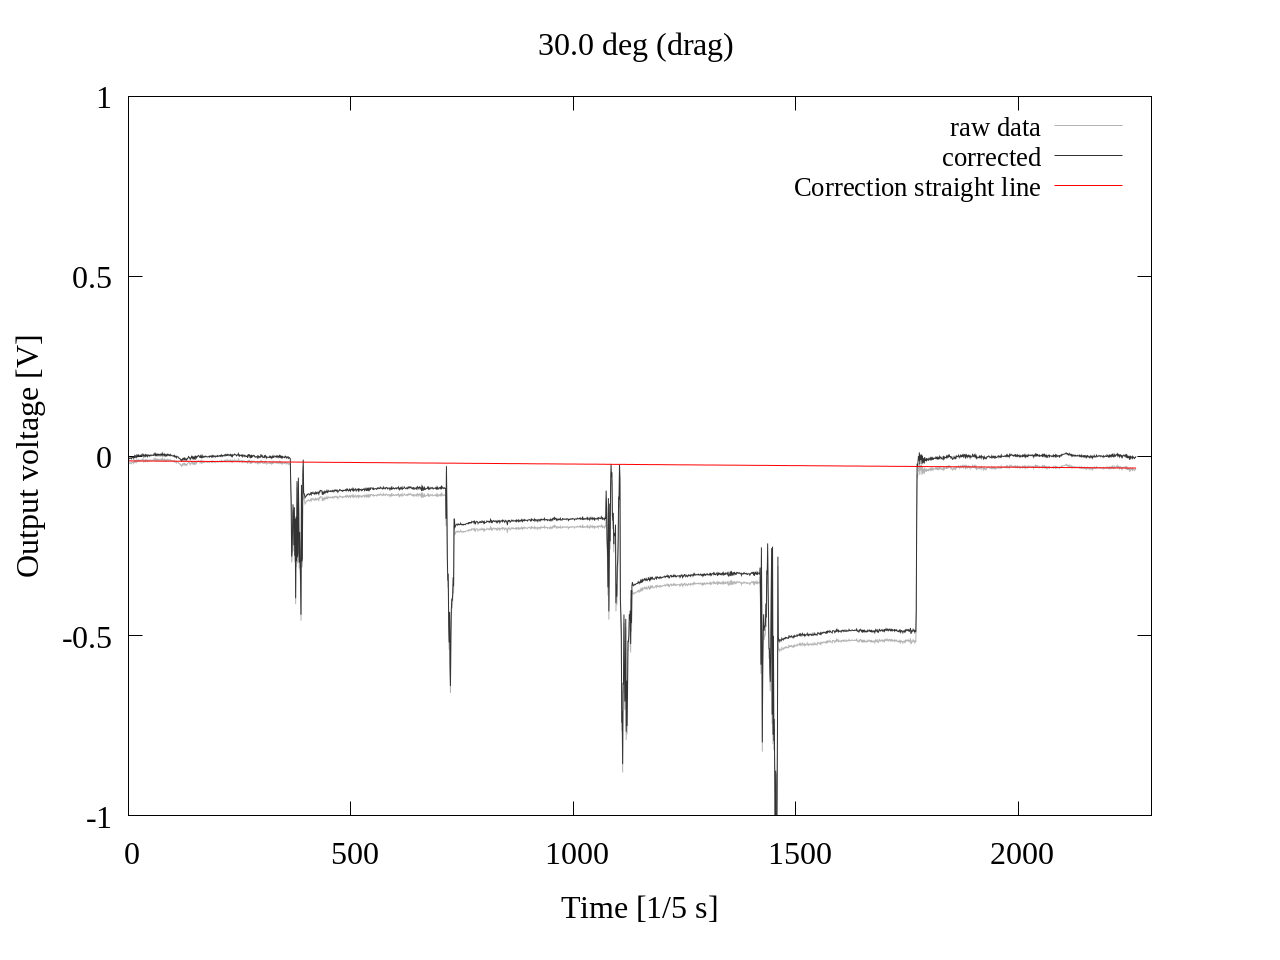 30.0 deg (drag)
1
0.5
0
-0.5
-1
Output voltage [V]
raw data
corrected
Correction straight line
0 500 1000 1500 2000
Time [1/5 s]